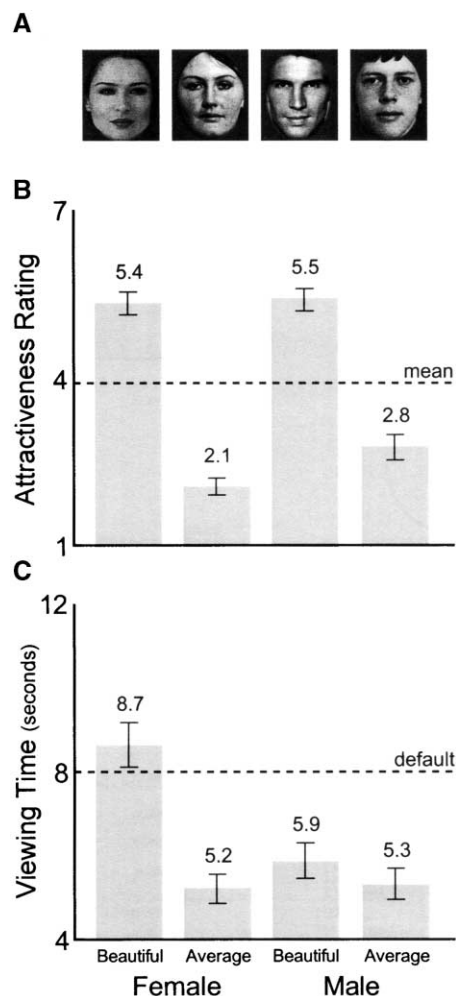 A
B
7
Attractiveness Rating
5.4
5.5
4
mean
2.1
2.8
1
C
12
Viewing Time (seconds)
8.7
8
default
5.2
5.9
5.3
4
Beautiful Average Beautiful Average
Female Male